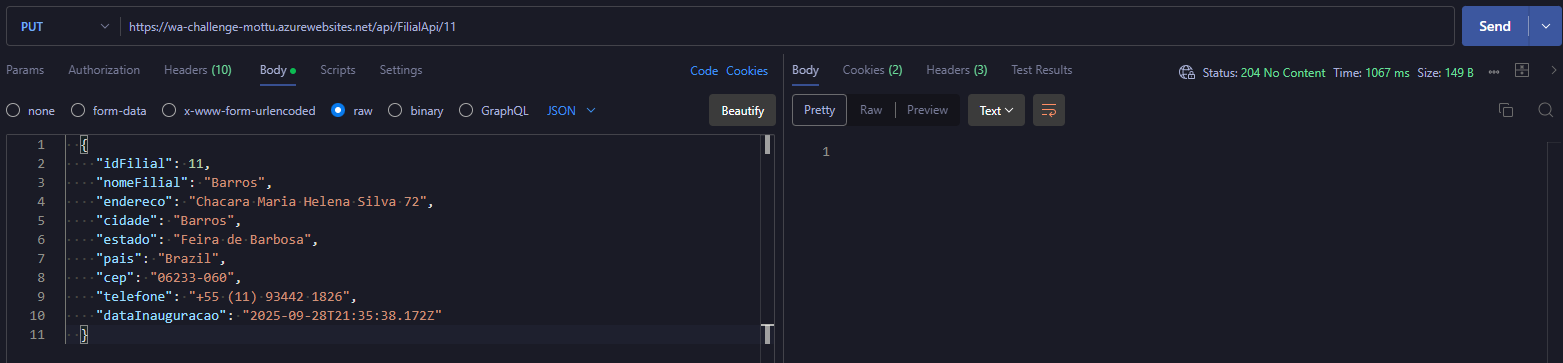 PUT https://wa-challenge-mottu.azurewebsites.net/api/FilialApi/11 Send
Params Authorization Headers (10) Body Scripts Settings Code Cookies
none form-data x-www-form-urlencoded raw binary GraphQL JSON Beautify
1 {
2 "idFilial": 11,
3 "nomeFilial": "Barros",
4 "endereco": "Chacara Maria Helena Silva 72",
5 "cidade": "Barros",
6 "estado": "Feira de Barbosa",
7 "pais": "Brazil",
8 "cep": "06233-060",
9 "telefone": "+55 (11) 93442 1826",
10 "dataInauguracao": "2025-09-28T21:35:38.172Z"
11 }
Body Cookies (2) Headers (3) Test Results Status: 204 No Content Time: 1067 ms Size: 149 B
Pretty Raw Preview Text
1